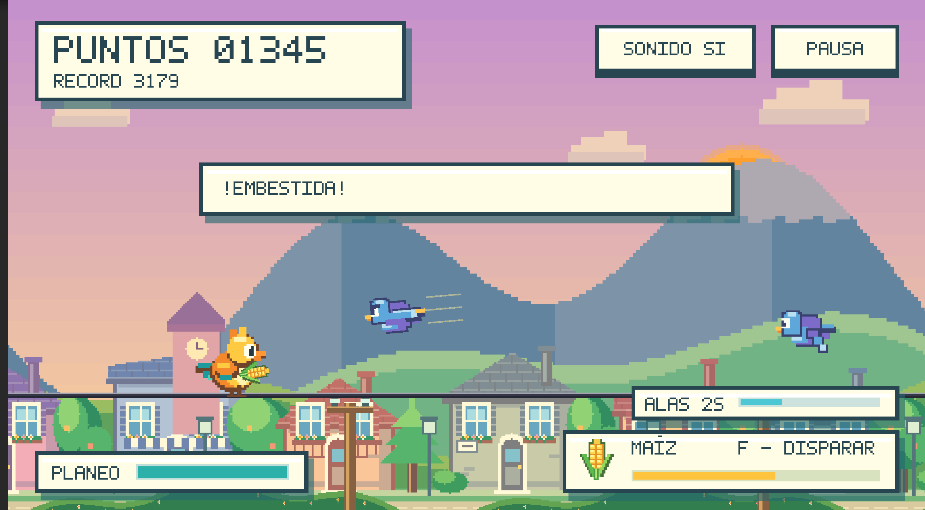 PUNTOS 01345
RECORD 3179
SONIDO SI
PAUSA
!EMBESTIDA!
ALAS 2S
MAÍZ F - DISPARAR
PLANEO